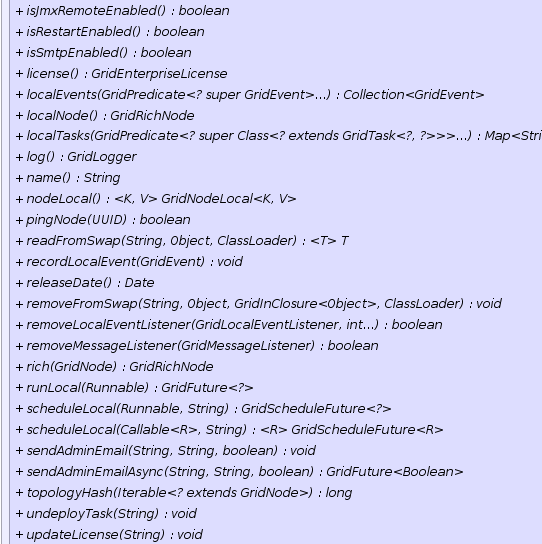 + isJmxRemoteEnabled() : boolean
+ isRestartEnabled() : boolean
+ isSmtpEnabled() : boolean
+ license() : GridEnterpriseLicense
+ localEvents(GridPredicate<? super GridEvent>...) : Collection<GridEvent>
+ localNode() : GridRichNode
+ localTasks(GridPredicate<? super Class<? extends GridTask<?, ?>>>...) : Map<Stri
+ log() : GridLogger
+ name() : String
+ nodeLocal() : <K, V> GridNodeLocal<K, V>
+ pingNode(UUID) : boolean
+ readFromSwap(String, Object, ClassLoader) : <T> T
+ recordLocalEvent(GridEvent) : void
+ releaseDate() : Date
+ removeFromSwap(String, Object, GridInClosure<Object>, ClassLoader) : void
+ removeLocalEventListener(GridLocalEventListener, int...) : boolean
+ removeMessageListener(GridMessageListener) : boolean
+ rich(GridNode) : GridRichNode
+ runLocal(Runnable) : GridFuture<?>
+ scheduleLocal(Runnable, String) : GridScheduleFuture<?>
+ scheduleLocal(Callable<R>, String) : <R> GridScheduleFuture<R>
+ sendAdminEmail(String, String, boolean) : void
+ sendAdminEmailAsync(String, String, boolean) : GridFuture<Boolean>
+ topologyHash(Iterable<? extends GridNode>) : long
+ undeployTask(String) : void
+ updateLicense(String) : void